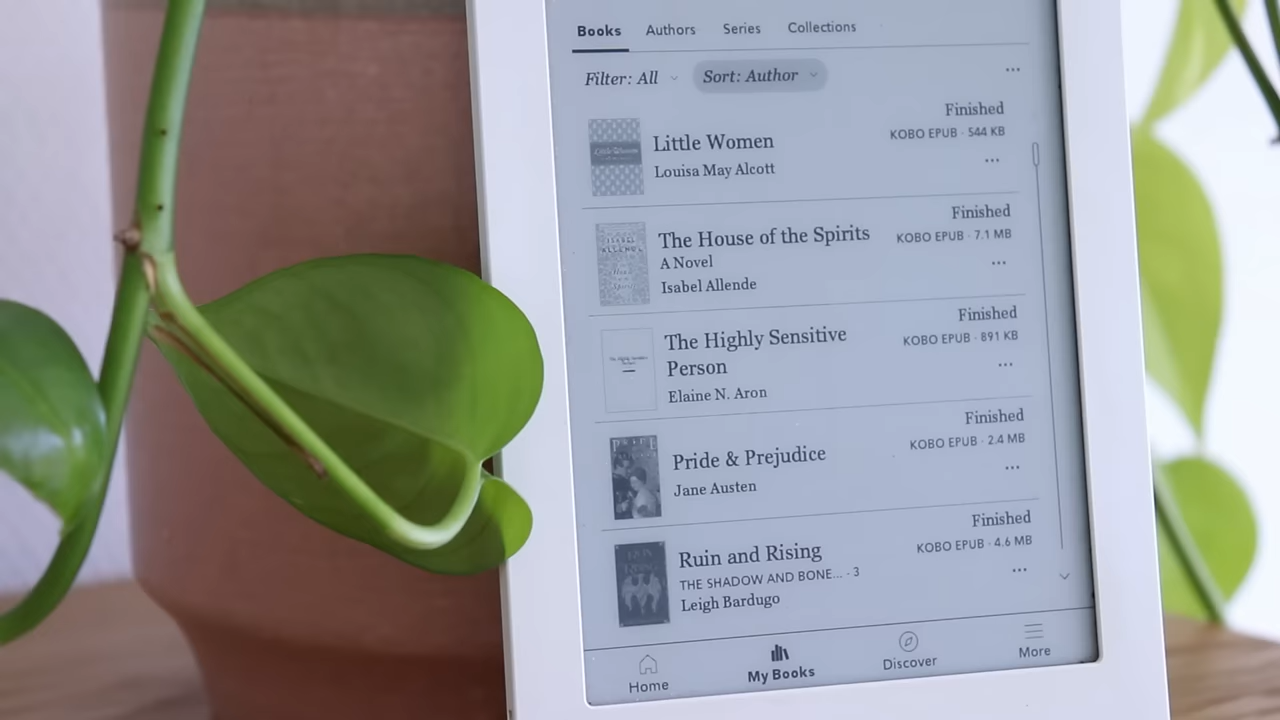 Books Authors Series Collections
Filter: All Sort: Author
Finished
Little Women
KOBO EPUB · 544 KB
Louisa May Alcott
Finished
The House of the Spirits
KOBO EPUB · 7.1 MB
A Novel
Isabel Allende
Finished
The Highly Sensitive
Person
KOBO EPUB · 891 KB
Elaine N. Aron
Finished
Pride & Prejudice
KOBO EPUB · 2.4 MB
Jane Austen
Finished
Ruin and Rising
KOBO EPUB · 4.6 MB
THE SHADOW AND BONE... · 3
Leigh Bardugo
Home My Books Discover More